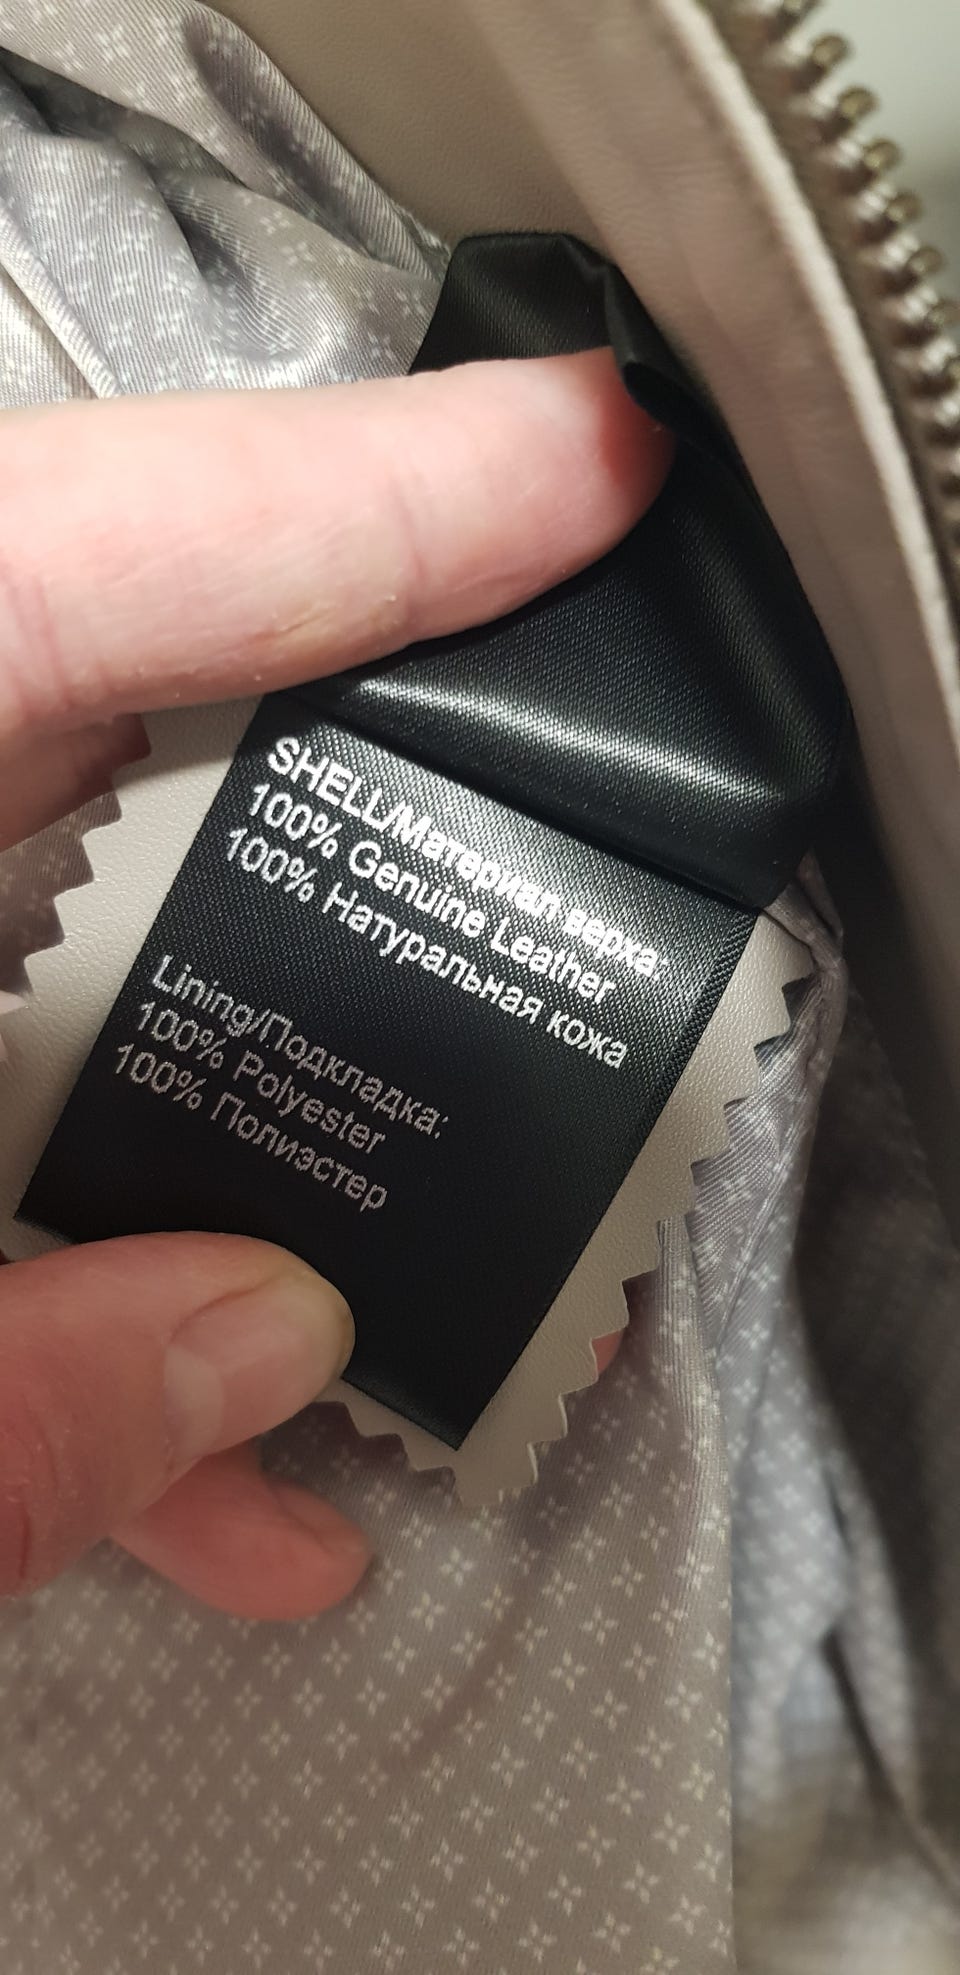 SHELL/Материал верха:
100% Genuine Leather
100% Натуральная кожа
Lining/Подкладка:
100% Polyester
100% Полиэстер